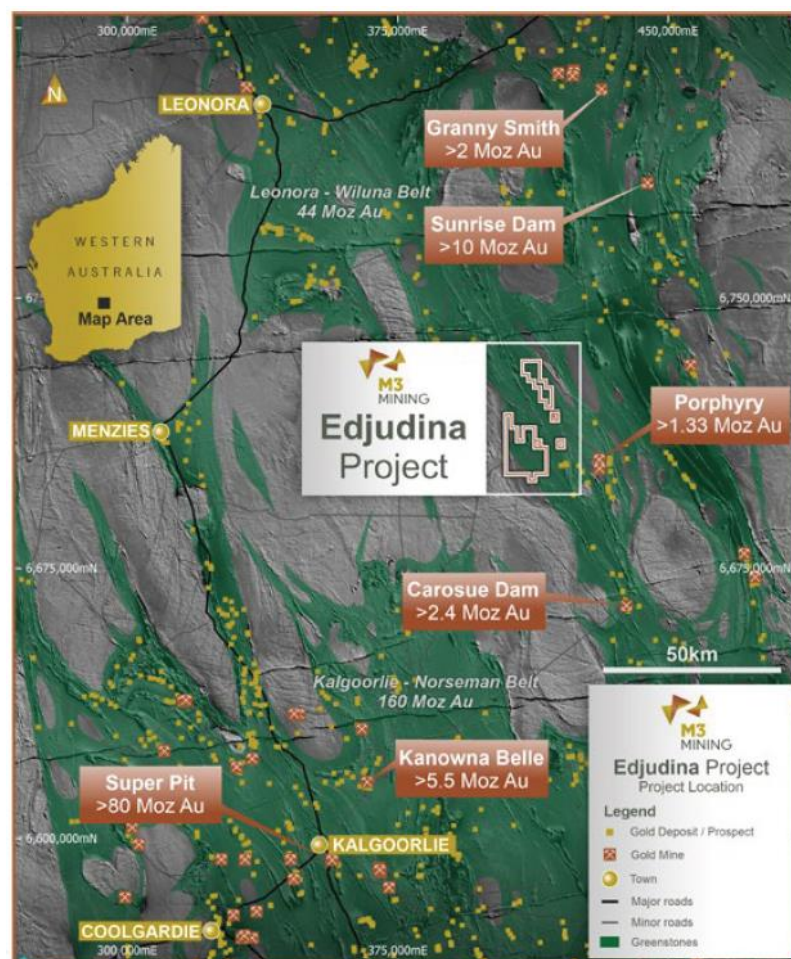 300,000mE
375,000mE
450,000mE
N
LEONORA
Granny Smith
>2 Moz Au
Leonora - Wiluna Belt
44 Moz Au
Sunrise Dam
>10 Moz Au
WESTERN
AUSTRALIA
Map Area
6,750,000mN
M3
MINING
Edjudina
Project
Porphyry
>1.33 Moz Au
MENZIES
6,675,000mN
6,675,000mN
Carosue Dam
>2.4 Moz Au
50km
Kalgoorlie - Norseman Belt
160 Moz Au
M3
MINING
Edjudina Project
Project Location
Legend
Gold Deposit / Prospect
Gold Mine
Town
Major roads
Minor roads
Greenstones
Kanowna Belle
>5.5 Moz Au
Super Pit
>80 Moz Au
6,600,000mN
KALGOORLIE
COOLGARDIE
300,000mE
375,000mE